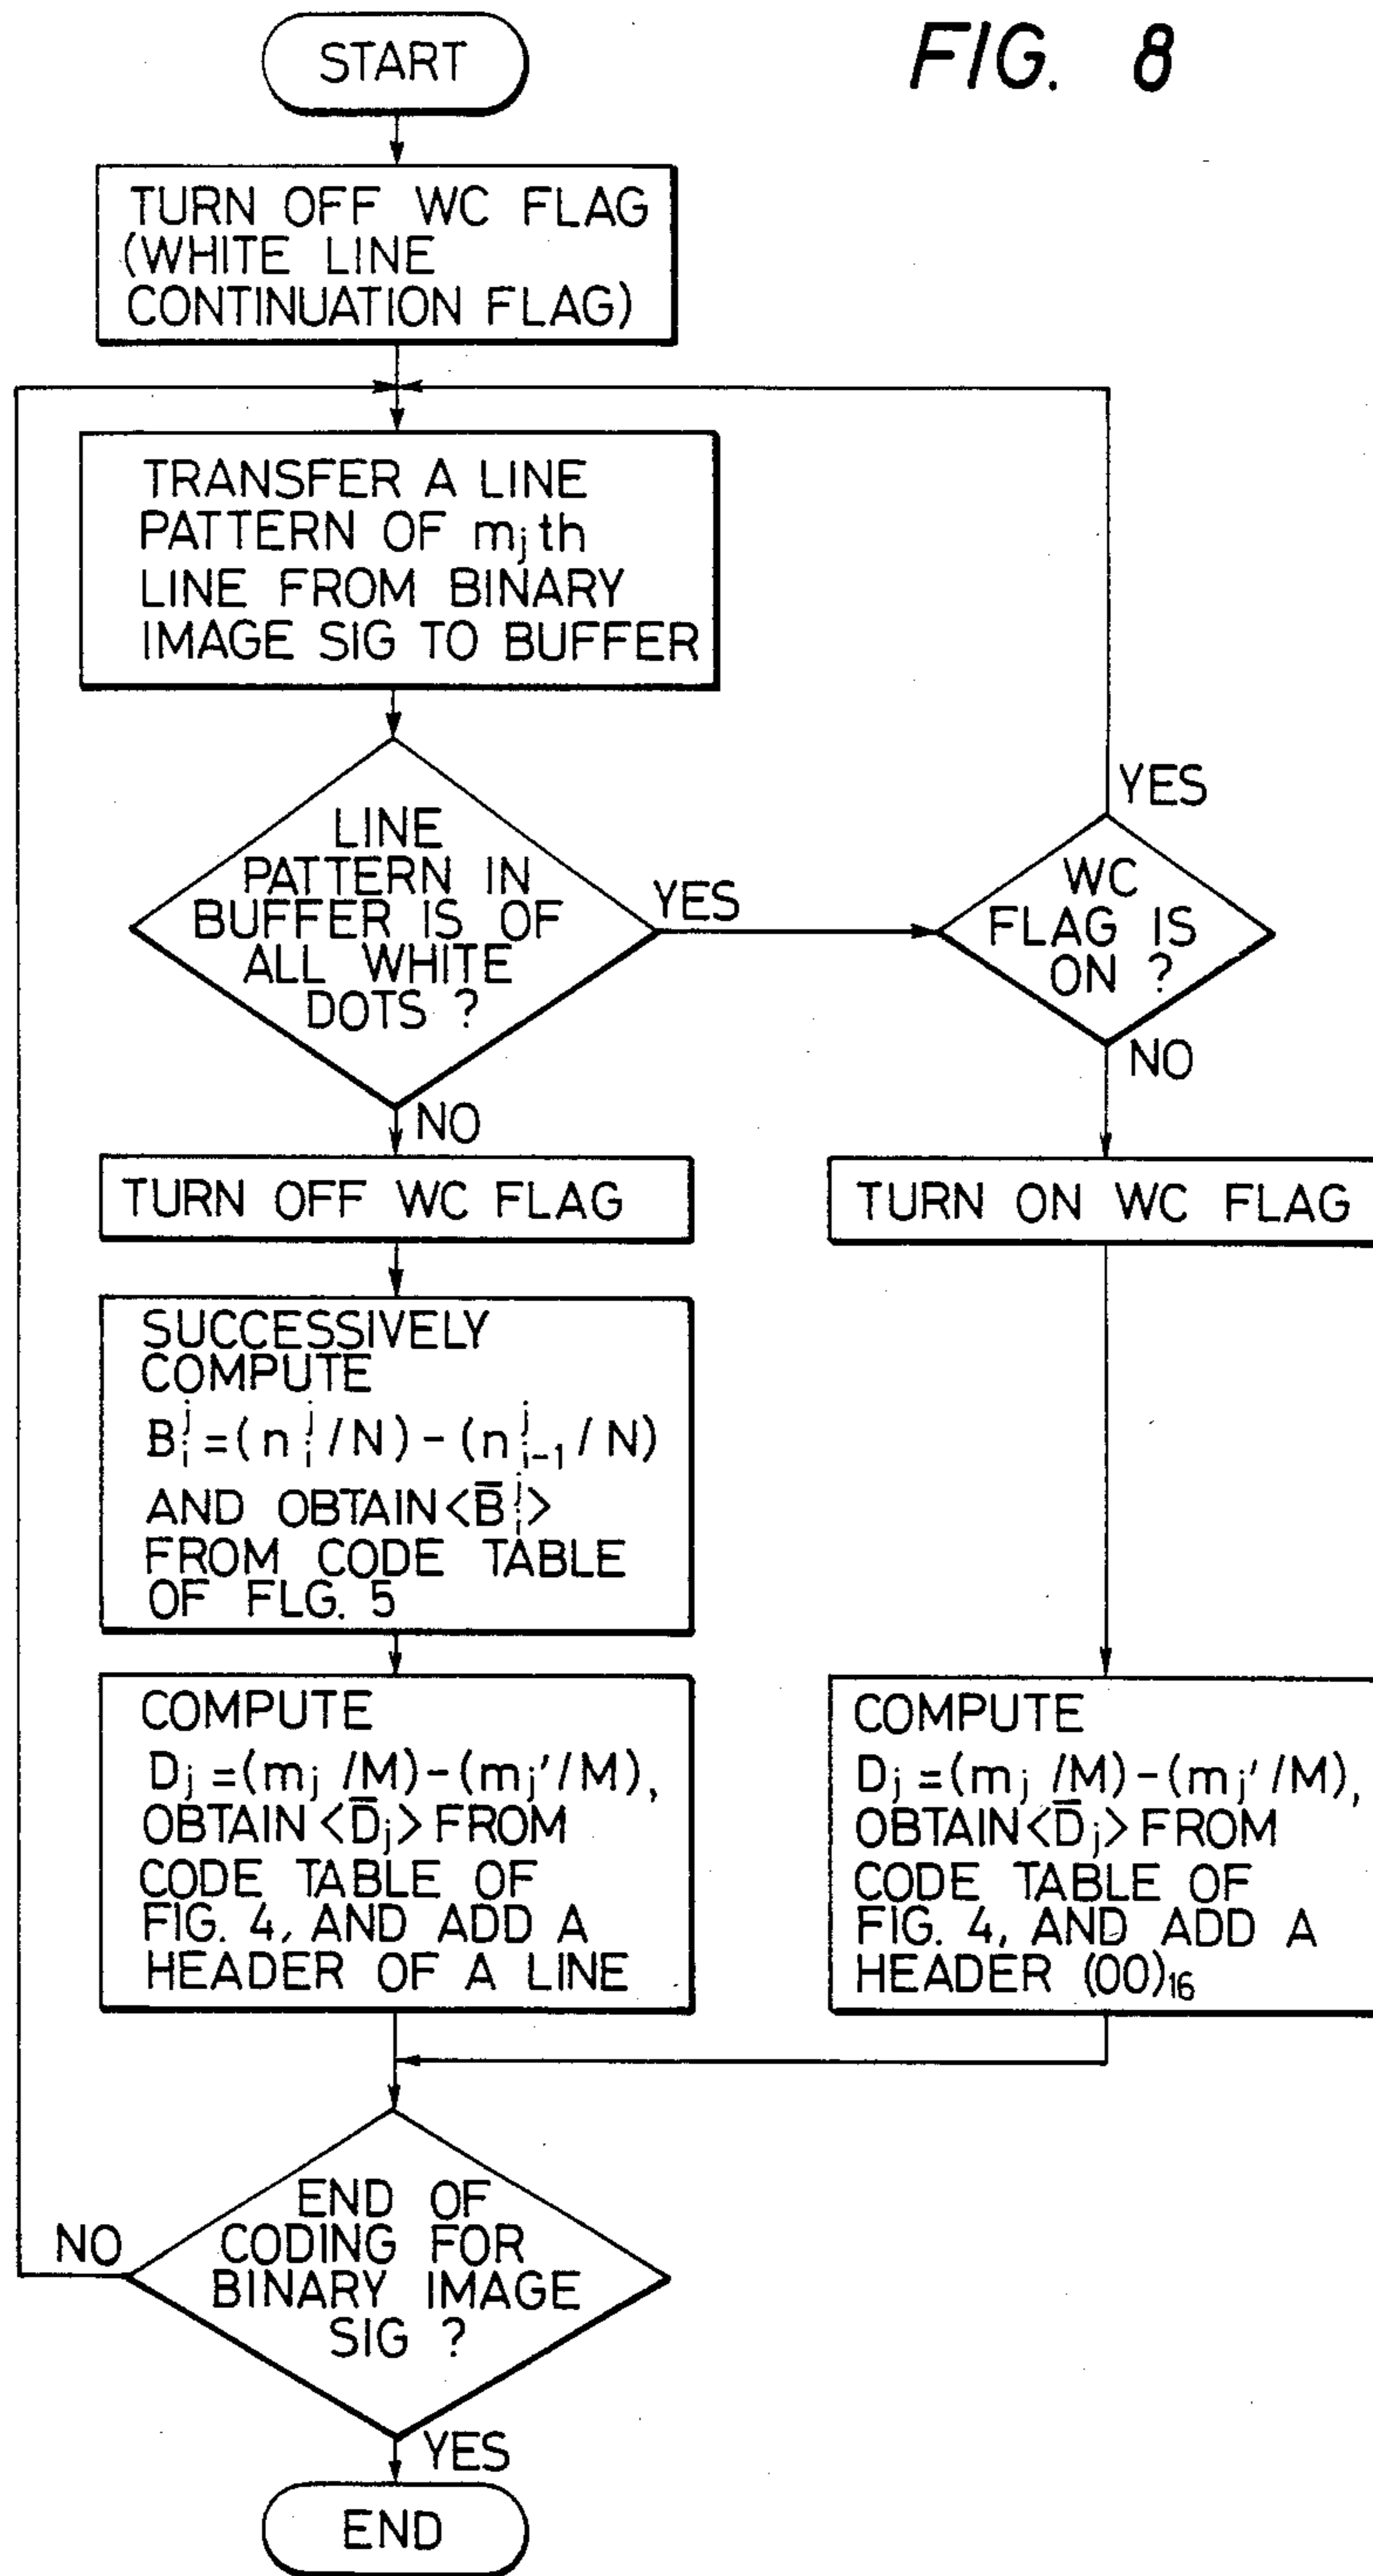 FIG. 8
START
TURN OFF WC FLAG
(WHITE LINE
CONTINUATION FLAG)
TRANSFER A LINE
PATTERN OF mⱼth
LINE FROM BINARY
IMAGE SIG TO BUFFER
LINE
PATTERN IN
BUFFER IS OF
ALL WHITE
DOTS ?
YES
NO
WC
FLAG IS
ON ?
YES
NO
TURN OFF WC FLAG
TURN ON WC FLAG
SUCCESSIVELY
COMPUTE
Bᵢʲ=(nᵢʲ/N)-(nᵢ₋₁ʲ/N)
AND OBTAIN<B̅ᵢʲ>
FROM CODE TABLE
OF FLG. 5
COMPUTE
Dⱼ=(mⱼ/M)-(mⱼ'/M),
OBTAIN<D̅ⱼ>FROM
CODE TABLE OF
FIG. 4, AND ADD A
HEADER OF A LINE
COMPUTE
Dⱼ=(mⱼ/M)-(mⱼ'/M),
OBTAIN<D̅ⱼ>FROM
CODE TABLE OF
FIG. 4, AND ADD A
HEADER (00)₁₆
END OF
CODING FOR
BINARY IMAGE
SIG ?
NO
YES
END